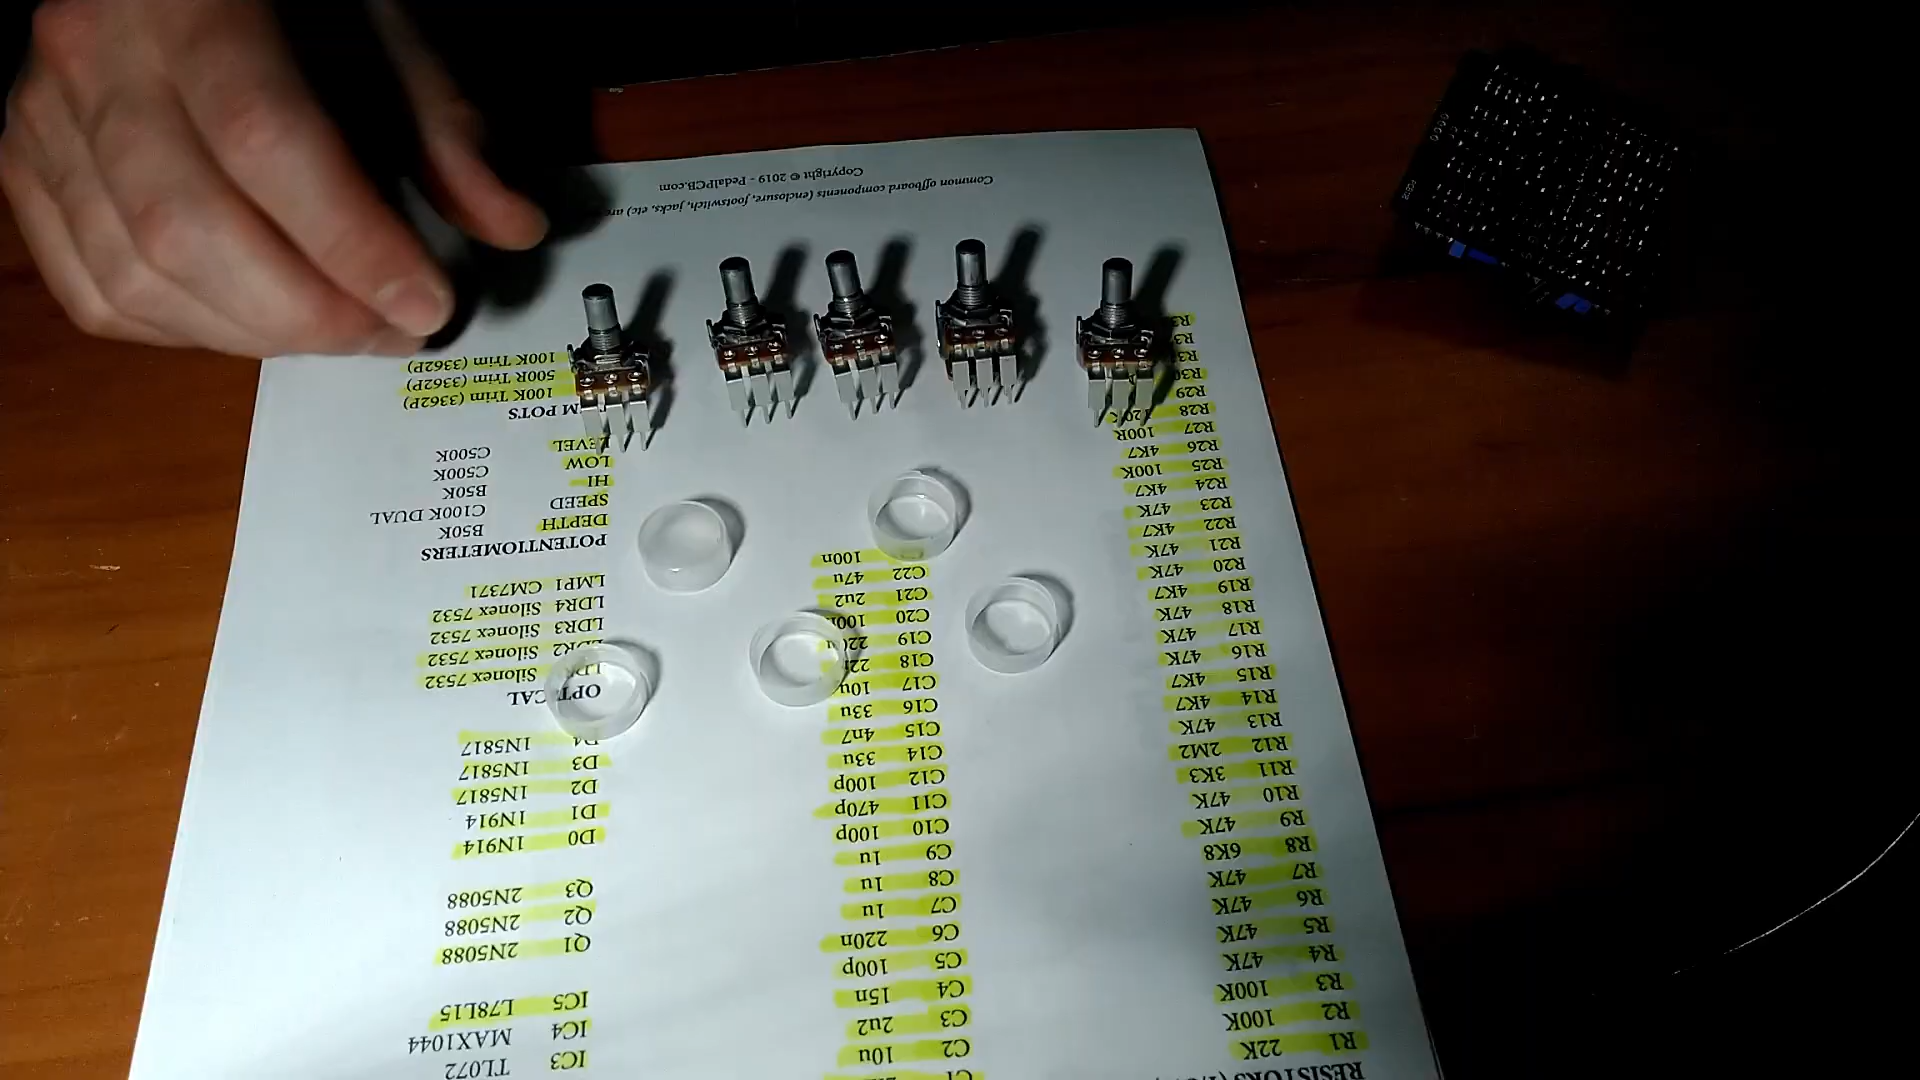 RESISTORS
R1 22K
R2 100K
R3 100K
R4 47K
R5 47K
R6 47K
R7 47K
R8 6K8
R9 47K
R10 47K
R11 3K3
R12 2M2
R13 47K
R14 4K7
R15 4K7
R16 47K
R17 47K
R18 47K
R19 4K7
R20 47K
R21 47K
R22 4K7
R23 47K
R24 4K7
R25 100K
R26 4K7
R27 100R
R28
R29
R30
C1
C2 10u
C3 2u2
C4 15n
C5 100p
C6 220n
C7 1u
C8 1u
C9 1u
C10 100p
C11 470p
C12 100p
C14 33u
C15 4n7
C16 33u
C17 10u
C18
C19
C20
C21 2u2
C22 47u
100n
IC3 TL072
IC4 MAX1044
IC5 L78L15
Q1 2N5088
Q2 2N5088
Q3 2N5088
D0 1N914
D1 1N914
D2 1N5817
D3 1N5817
D4 1N5817
OPTICAL
Silonex 7532
LDR2 Silonex 7532
LDR3 Silonex 7532
LDR4 Silonex 7532
LMP1 CM7371
POTENTIOMETERS
DEPTH B50K
SPEED C100K DUAL
HI B50K
LOW C500K
LEVEL C500K
POTS
100K Trim (3362P)
500R Trim (3362P)
100K Trim (3362P)
Common offboard components (enclosure, footswitch, jacks, etc)
Copyright © 2019 - PedalPCB.com